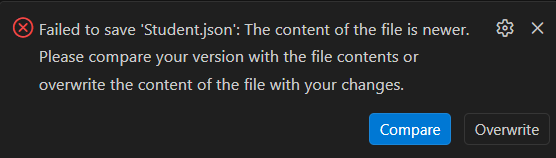 Failed to save 'Student.json': The content of the file is newer.
Please compare your version with the file contents or
overwrite the content of the file with your changes.
Compare
Overwrite